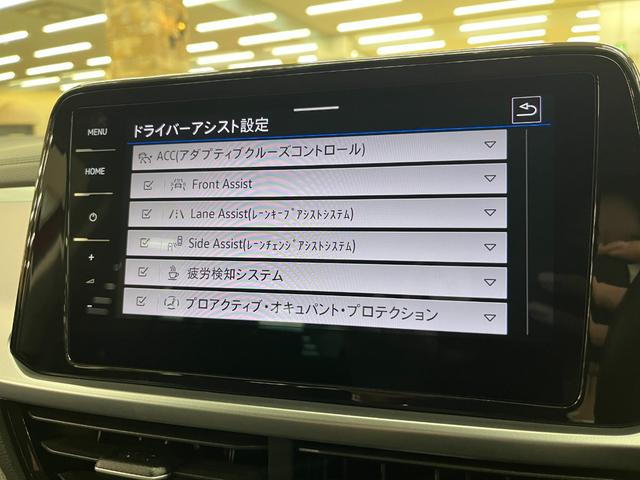 MENU
ドライバーアシスト設定
ACC(アダプティブクルーズコントロール)
HOME
Front Assist
Lane Assist(ﾚｰﾝｷｰﾌﾟｱｼｽﾄｼｽﾃﾑ)
Side Assist(ﾚｰﾝﾁｪﾝｼﾞｱｼｽﾄｼｽﾃﾑ)
+
疲労検知システム
プロアクティブ・オキュパント・プロテクション